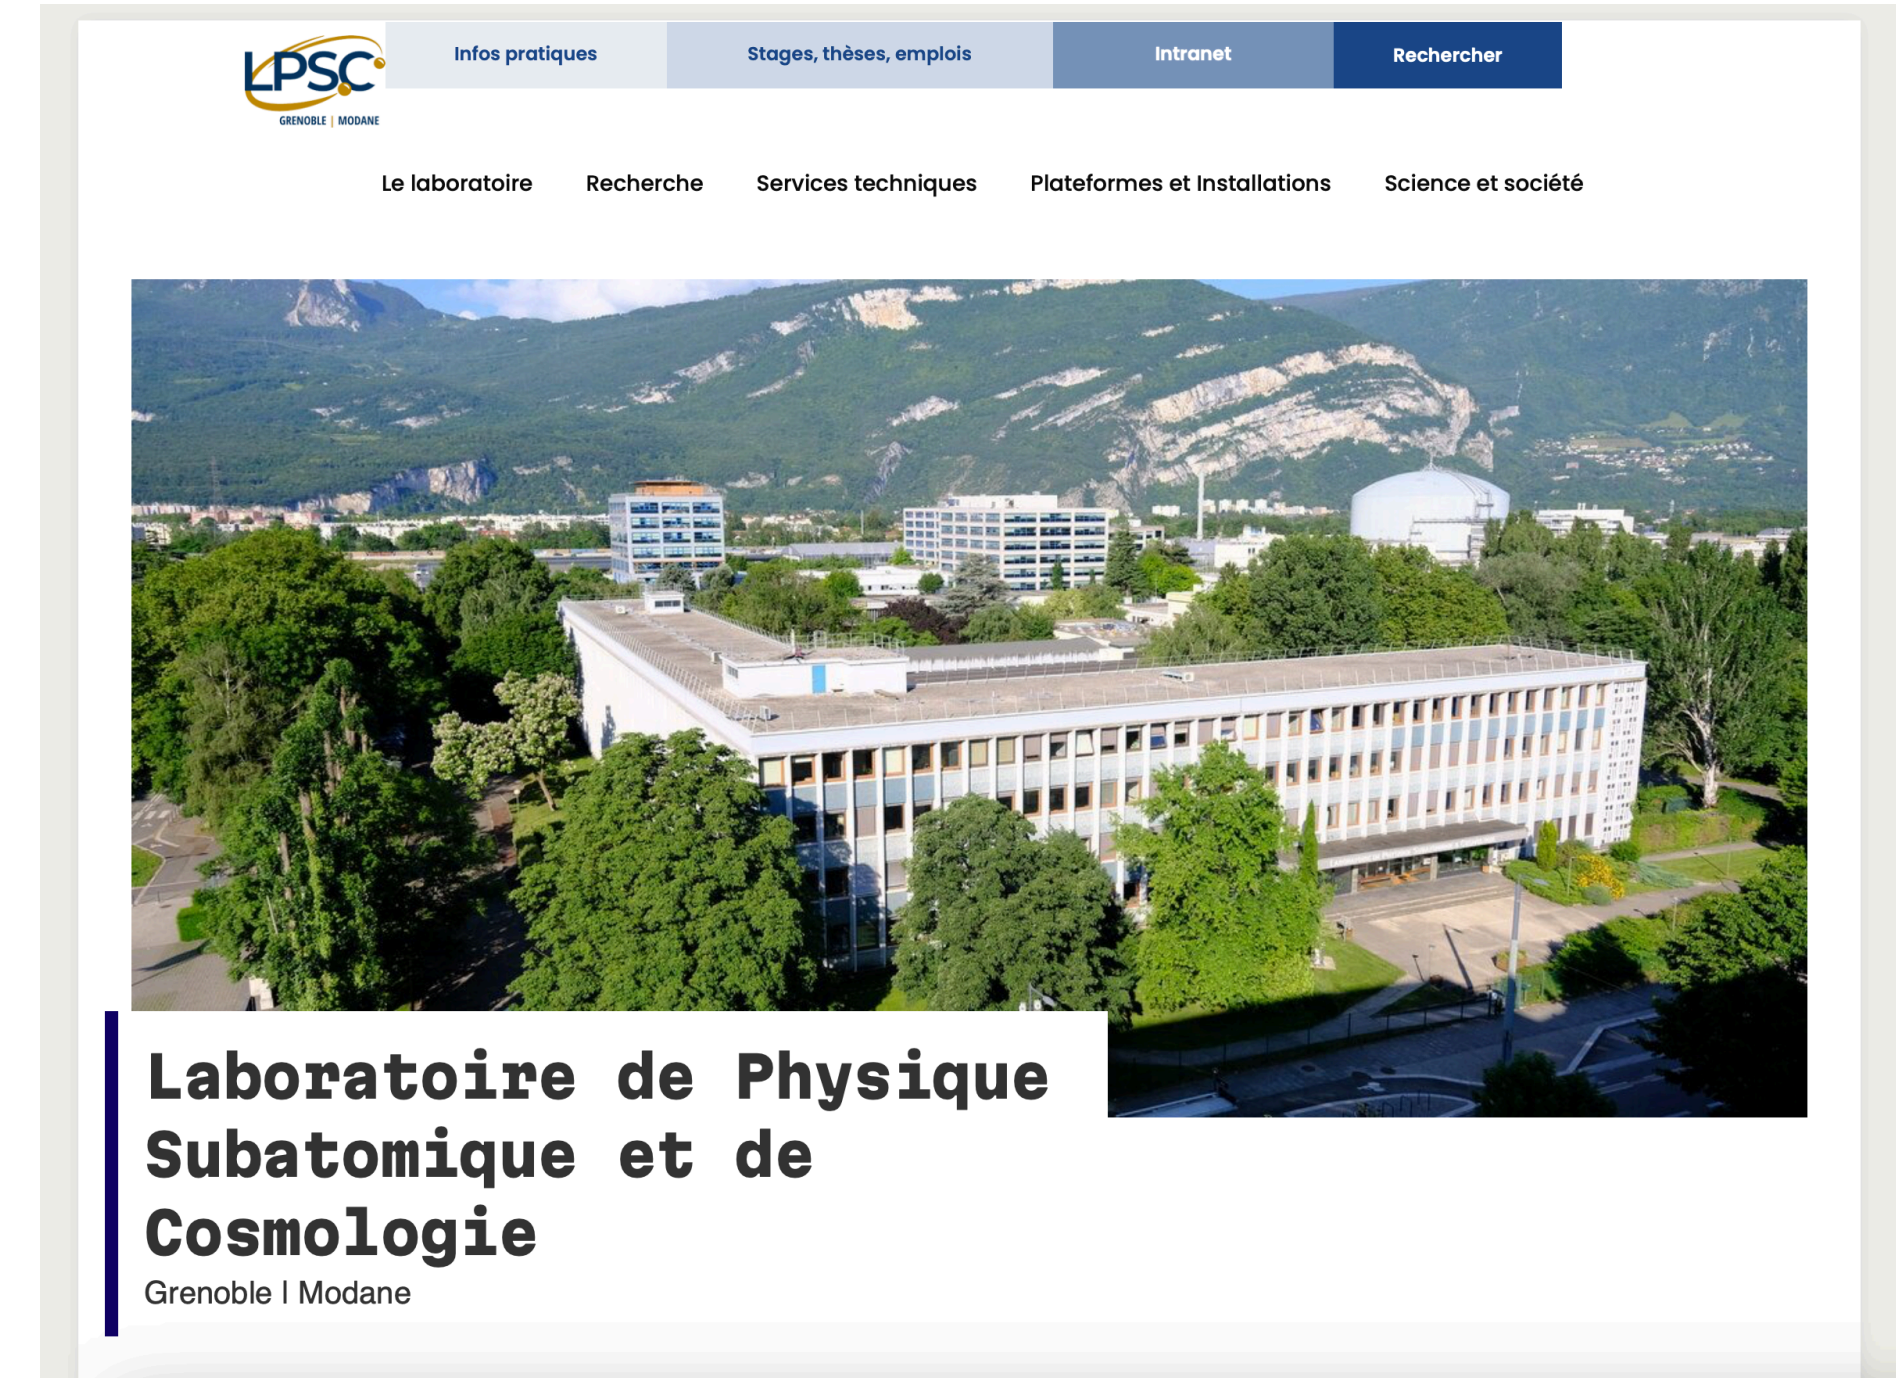 LPSC
GRENOBLE | MODANE
Infos pratiques
Stages, thèses, emplois
Intranet
Rechercher
Le laboratoire
Recherche
Services techniques
Plateformes et Installations
Science et société
Laboratoire de Physique
Subatomique et de
Cosmologie
Grenoble | Modane